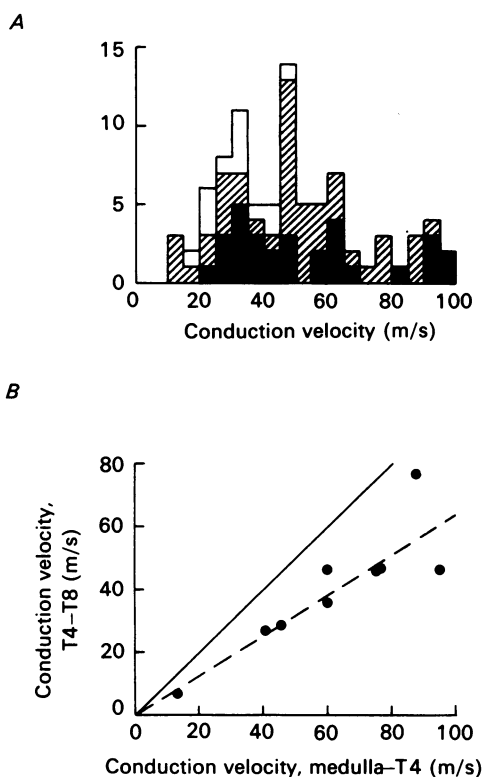 A
15
10
5
0
0 20 40 60 80 100
Conduction velocity (m/s)
B
80
60
40
20
0
Conduction velocity,
T4–T8 (m/s)
0 20 40 60 80 100
Conduction velocity, medulla–T4 (m/s)